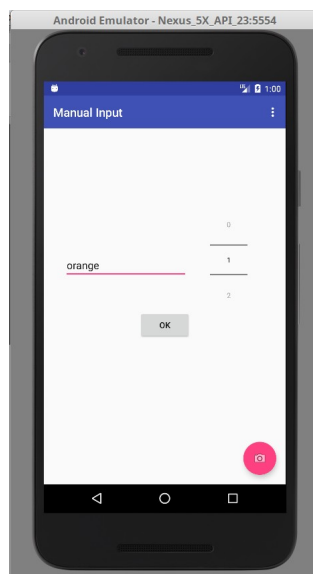 Android Emulator - Nexus_5X_API_23:5554
1:00
Manual Input
0
orange
1
2
OK